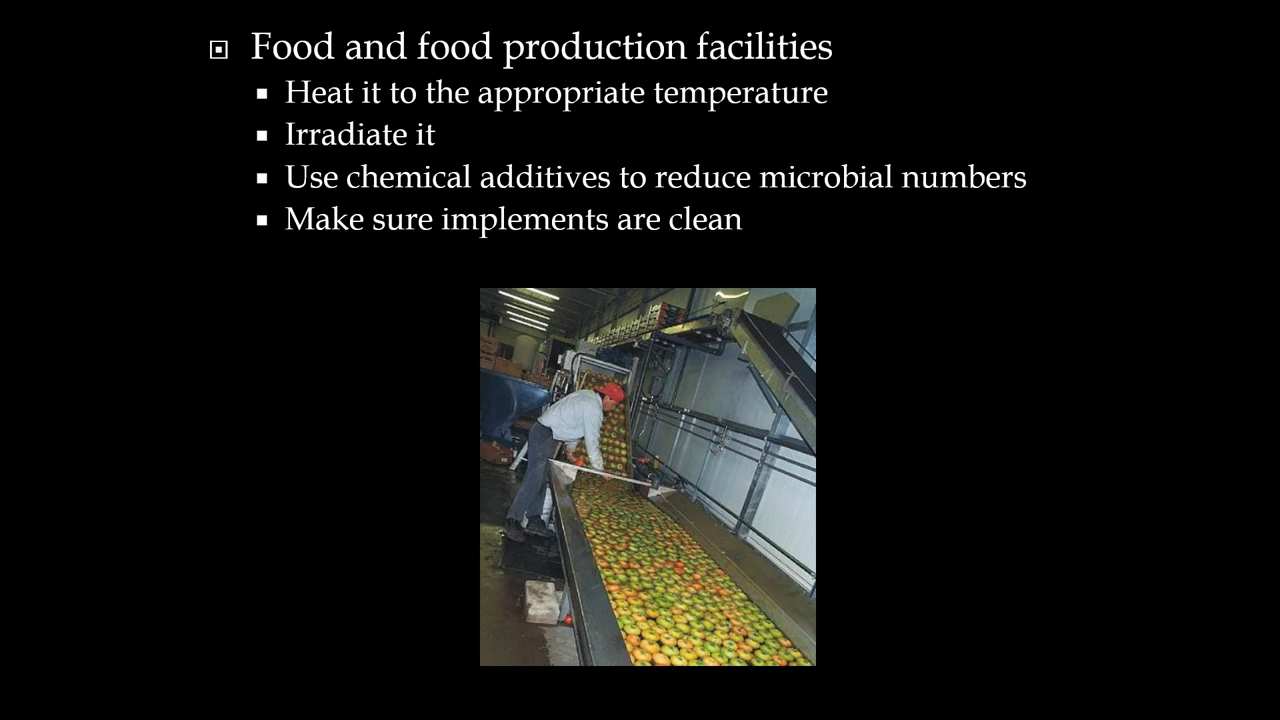 Food and food production facilities
Heat it to the appropriate temperature
Irradiate it
Use chemical additives to reduce microbial numbers
Make sure implements are clean